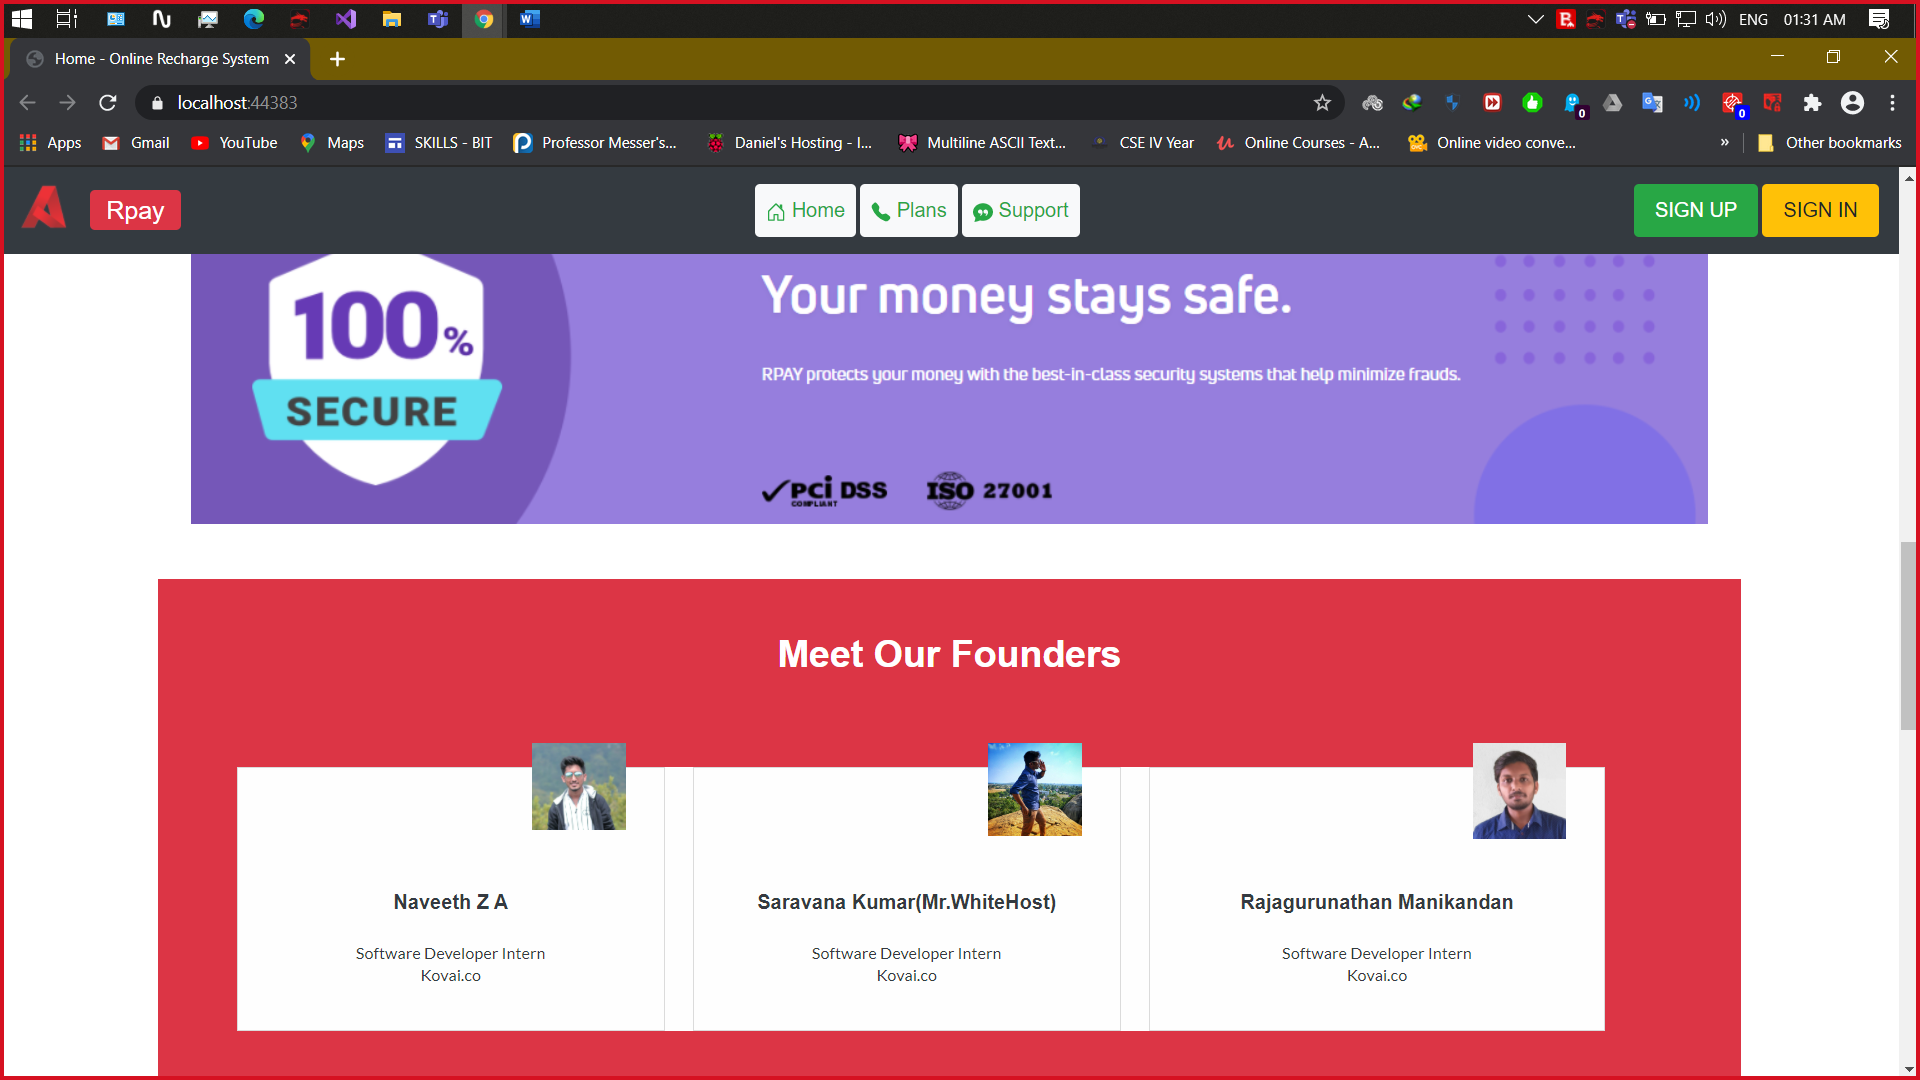 ENG 01:31 AM
Home - Online Recharge System
localhost:44383
0
0
Apps Gmail YouTube Maps SKILLS - BIT Professor Messer's... Daniel's Hosting - I... Multiline ASCII Text... CSE IV Year Online Courses - A... Online video conve... » Other bookmarks
Rpay Home Plans Support SIGN UP SIGN IN
100%
SECURE
Your money stays safe.
RPAY protects your money with the best-in-class security systems that help minimize frauds.
PCi DSS
COMPLIANT
ISO 27001
Meet Our Founders
Naveeth Z A
Software Developer Intern
Kovai.co
Saravana Kumar(Mr.WhiteHost)
Software Developer Intern
Kovai.co
Rajagurunathan Manikandan
Software Developer Intern
Kovai.co